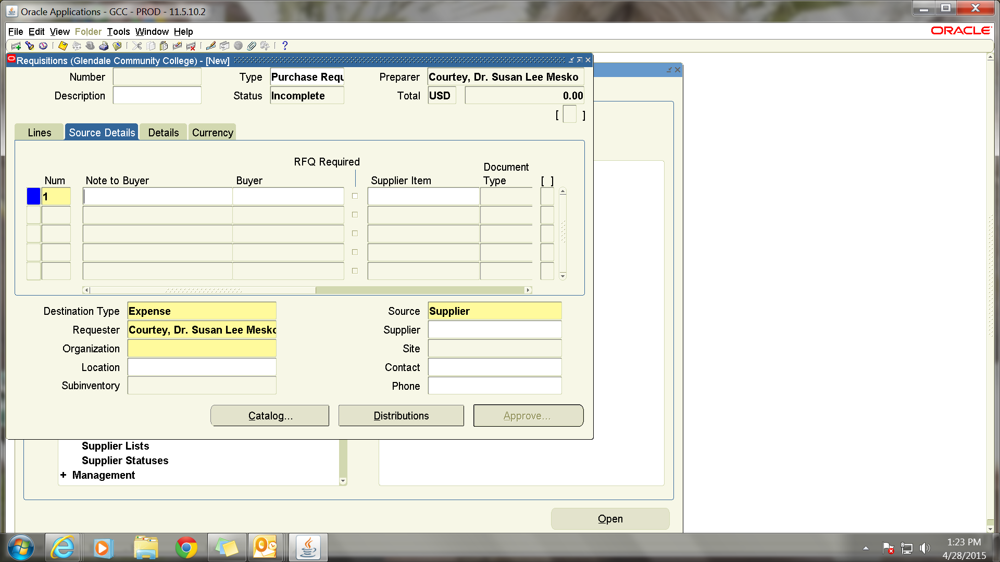 Oracle Applications - GCC - PROD - 11.5.10.2
File Edit View Folder Tools Window Help
ORACLE
Requisitions (Glendale Community College) - [New]
Number
Type Purchase Requ
Preparer Courtey, Dr. Susan Lee Mesko
Description
Status Incomplete
Total USD 0.00
[ ]
Lines Source Details Details Currency
RFQ Required
Document
Num Note to Buyer Buyer Supplier Item Type [ ]
1
Destination Type Expense
Source Supplier
Requester Courtey, Dr. Susan Lee Mesko
Supplier
Organization
Site
Location
Contact
Subinventory
Phone
Catalog... Distributions Approve...
Supplier Lists
Supplier Statuses
+ Management
Open
1:23 PM
4/28/2015